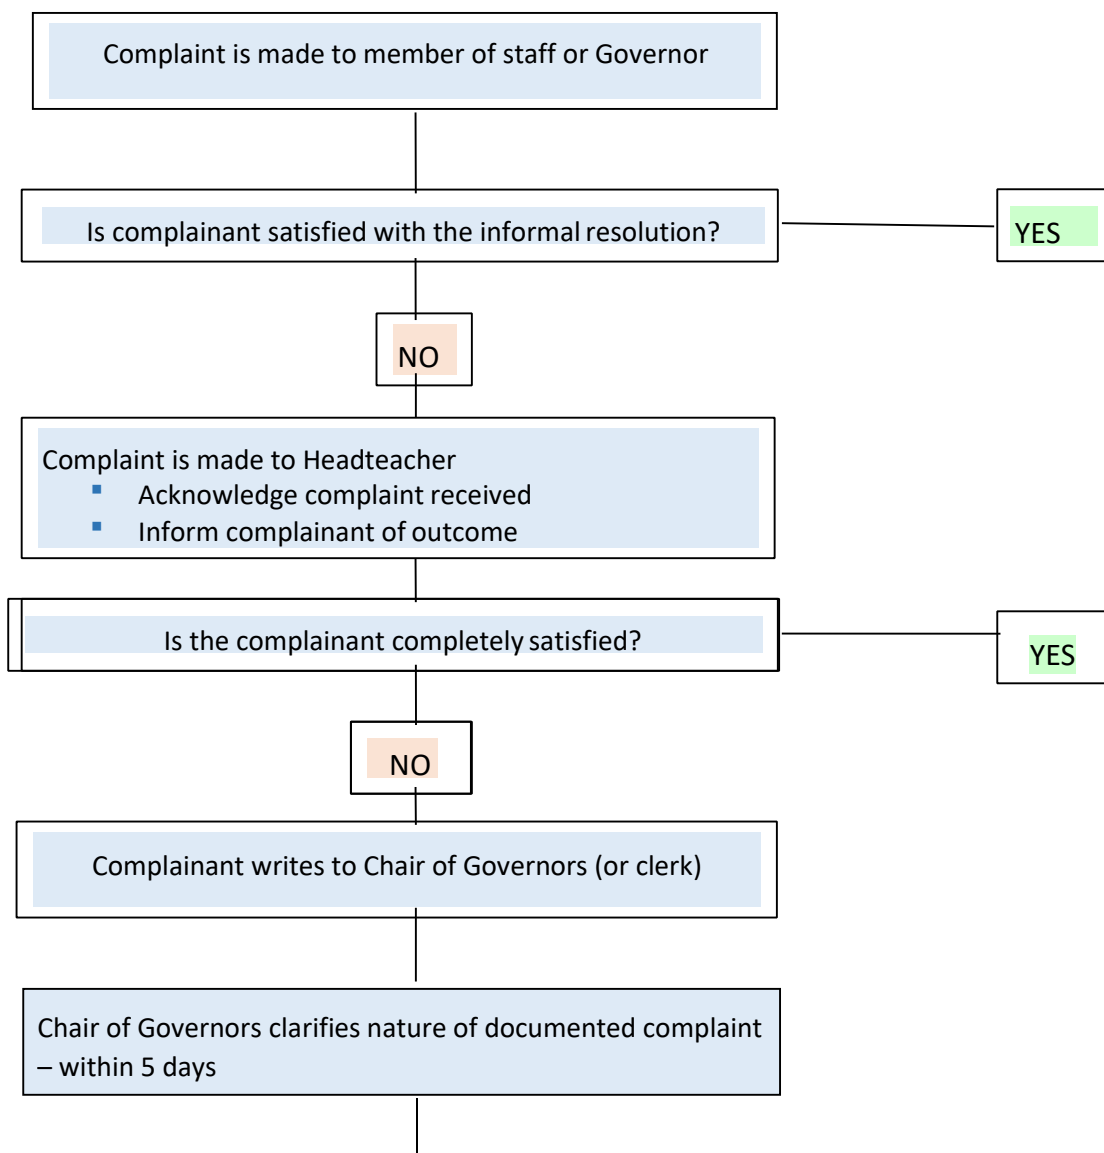 Complaint is made to member of staff or Governor
Is complainant satisfied with the informal resolution?
YES
NO
Complaint is made to Headteacher
▪ Acknowledge complaint received
▪ Inform complainant of outcome
Is the complainant completely satisfied?
YES
NO
Complainant writes to Chair of Governors (or clerk)
Chair of Governors clarifies nature of documented complaint
– within 5 days